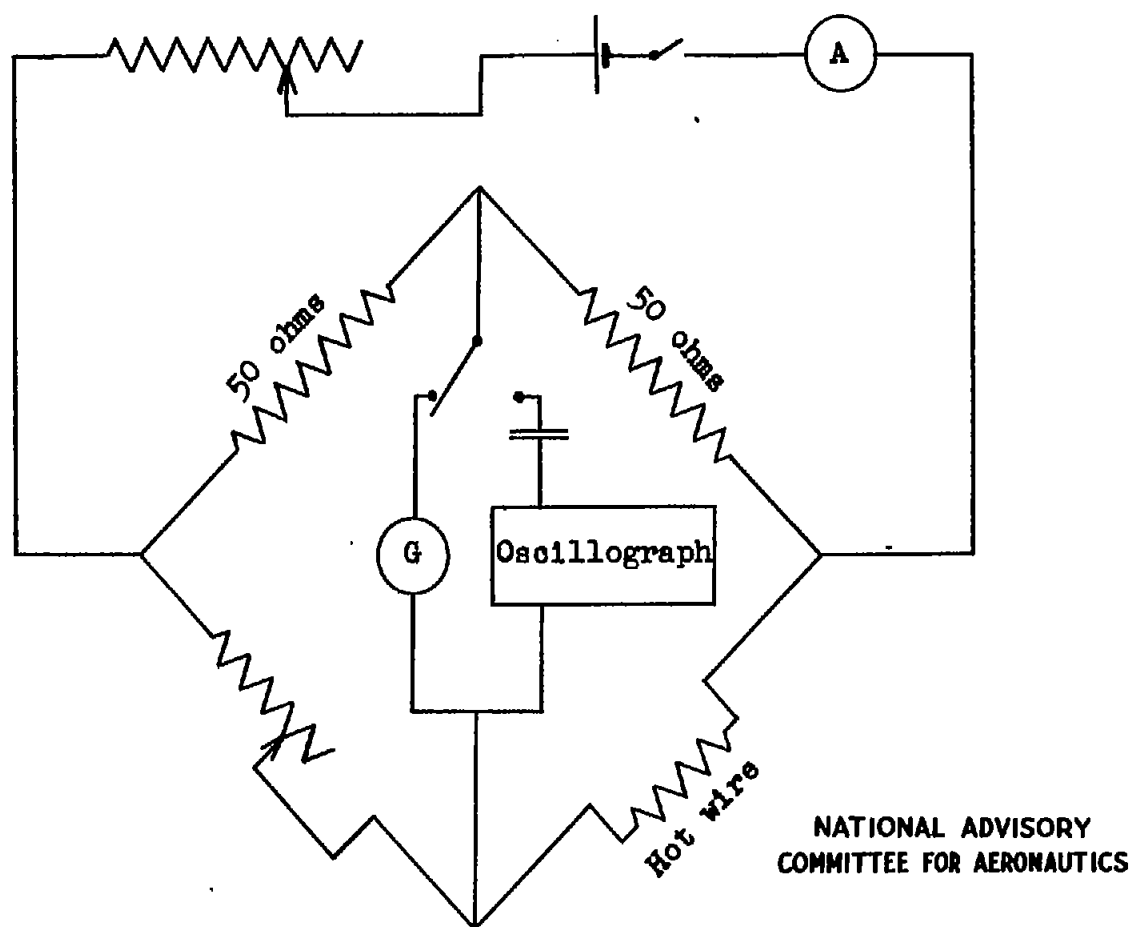 A
50 ohms
50 ohms
G
Oscillograph
Hot wire
NATIONAL ADVISORY
COMMITTEE FOR AERONAUTICS